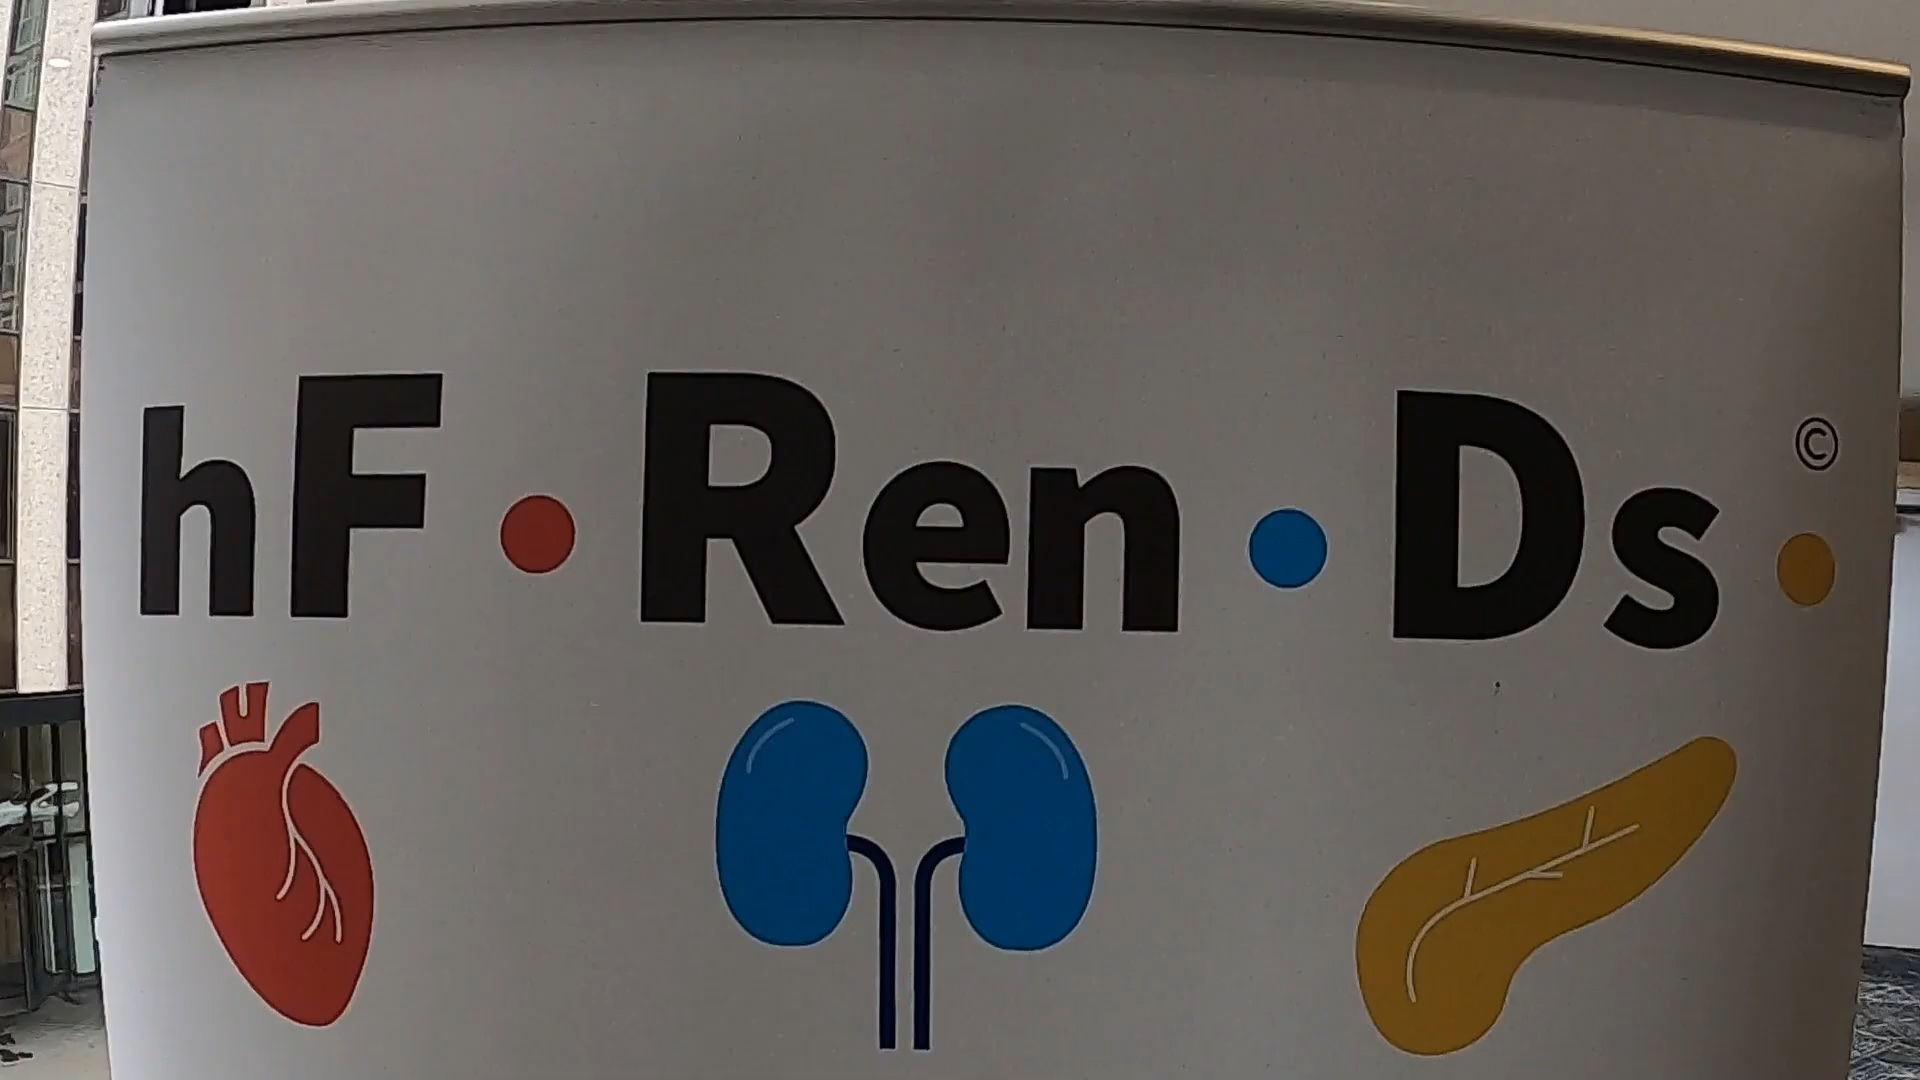 hF • Ren • Ds • ©